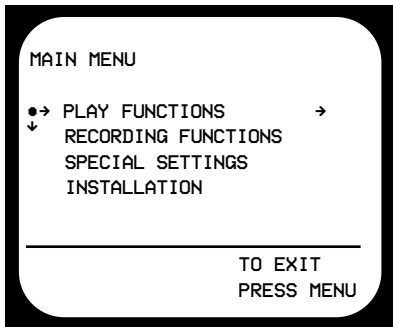 MAIN MENU
PLAY FUNCTIONS
RECORDING FUNCTIONS
SPECIAL SETTINGS
INSTALLATION
TO EXIT
PRESS MENU